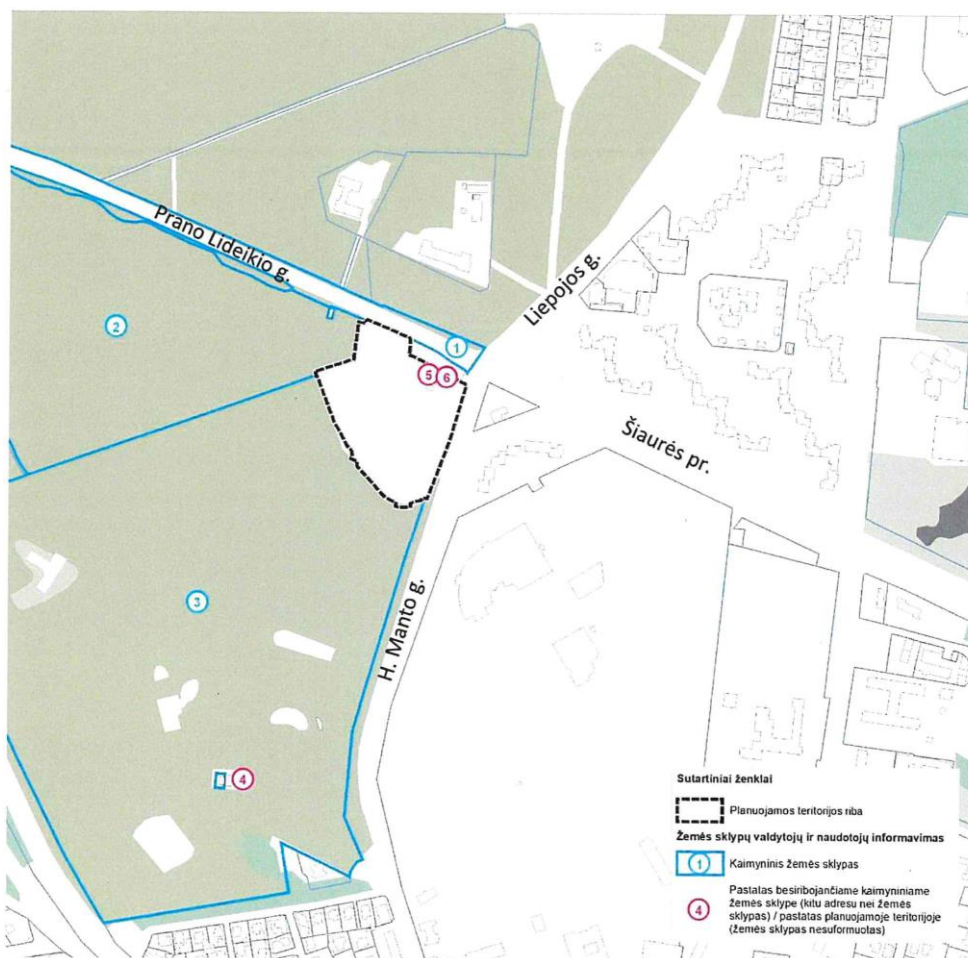 Prano Lideikio g.
Liepojos g.
2
1
5
6
Šiaurės pr.
3
H. Manto g.
4
Sutartiniai ženklai
Planuojamos teritorijos riba
Žemės sklypų valdytojų ir naudotojų informavimas
1
Kaimyninis žemės sklypas
4
Pastatas besiribojančiame kaimyniniame
žemės sklype (kitu adresu nei žemės
sklypas) / pastatas planuojamoje teritorijoje
(žemės sklypas nesuformuotas)